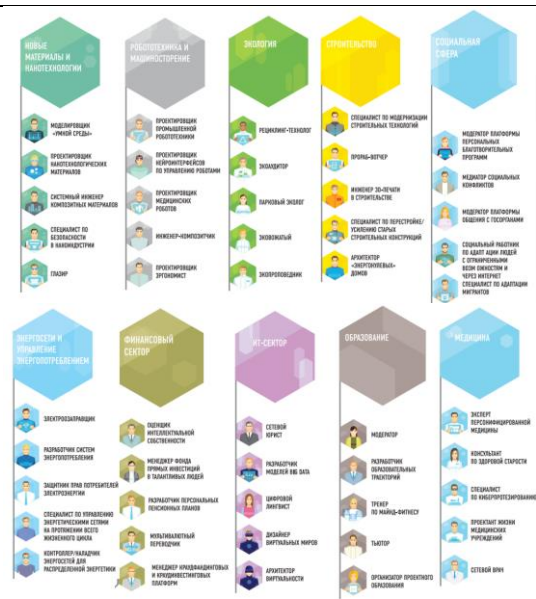 НОВЫЕ
МАТЕРИАЛЫ И
НАНОТЕХНОЛОГИИ
МОДЕЛИРОВЩИК
«УМНОЙ СРЕДЫ»
ПРОЕКТИРОВЩИК
НАНОТЕХНОЛОГИЧЕСКИХ
МАТЕРИАЛОВ
СИСТЕМНЫЙ ИНЖЕНЕР
КОМПОЗИТНЫХ МАТЕРИАЛОВ
СПЕЦИАЛИСТ ПО
БЕЗОПАСНОСТИ
В НАНОИНДУСТРИИ
ГЛАЗИР
РОБОТОТЕХНИКА И
МАШИНОСТОРЕНИЕ
ПРОЕКТИРОВЩИК
ПРОМЫШЛЕННОЙ
РОБОТОТЕХНИКИ
ПРОЕКТИРОВЩИК
НЕЙРОИНТЕРФЕЙСОВ
ПО УПРАВЛЕНИЮ РОБОТАМИ
ПРОЕКТИРОВЩИК
МЕДИЦИНСКИХ
РОБОТОВ
ИНЖЕНЕР-КОМПОЗИТЧИК
ПРОЕКТИРОВЩИК
ЭРГОНОМИСТ
ЭКОЛОГИЯ
РЕЦИКЛИНГ-ТЕХНОЛОГ
ЭКОАУДИТОР
ПАРКОВЫЙ ЭКОЛОГ
ЭКОВОЖАТЫЙ
ЭКОПРОПОВЕДНИК
СТРОИТЕЛЬСТВО
СПЕЦИАЛИСТ ПО МОДЕРНИЗАЦИИ
СТРОИТЕЛЬНЫХ ТЕХНОЛОГИЙ
ПРОРАБ-ВОТЧЕР
ИНЖЕНЕР 3D-ПЕЧАТИ
В СТРОИТЕЛЬСТВЕ
СПЕЦИАЛИСТ ПО ПЕРЕСТРОЙКЕ/
УСИЛЕНИЮ СТАРЫХ
СТРОИТЕЛЬНЫХ КОНСТРУКЦИЙ
АРХИТЕКТОР
«ЭНЕРГОНУЛЕВЫХ»
ДОМОВ
СОЦИАЛЬНАЯ
СФЕРА
МОДЕРАТОР ПЛАТФОРМЫ
ПЕРСОНАЛЬНЫХ
БЛАГОТВОРИТЕЛЬНЫХ
ПРОГРАММ
МЕДИАТОР СОЦИАЛЬНЫХ
КОНФЛИКТОВ
МОДЕРАТОР ПЛАТФОРМЫ
ОБЩЕНИЯ С ГОСОРГАНАМИ
СОЦИАЛЬНЫЙ РАБОТНИК
ПО АДАПТ АЦИИ ЛЮДЕЙ
С ОГРАНИЧЕННЫМИ
ВОЗМ ОЖНОСТЯМ И
ЧЕРЕЗ ИНТЕРНЕТ
СПЕЦИАЛИСТ ПО АДАПТАЦИИ
МИГРАНТОВ
ЭНЕРГОСЕТИ И
УПРАВЛЕНИЕ
ЭНЕРГОПОТРЕБЛЕНИЕМ
ЭЛЕКТРОЗАПРАВЩИК
РАЗРАБОТЧИК СИСТЕМ
ЭНЕРГОПОТРЕБЛЕНИЯ
ЗАЩИТНИК ПРАВ ПОТРЕБИТЕЛЕЙ
ЭЛЕКТРОЭНЕРГИИ
СПЕЦИАЛИСТ ПО УПРАВЛЕНИЮ
ЭНЕРГЕТИЧЕСКИМИ СЕТЯМИ
НА ПРОТЯЖЕНИИ ВСЕГО
ЖИЗНЕННОГО ЦИКЛА
КОНТРОЛЛЕР/НАЛАДЧИК
ЭНЕРГОСЕТЕЙ ДЛЯ
РАСПРЕДЕЛЕННОЙ ЭНЕРГЕТИКИ
ФИНАНСОВЫЙ
СЕКТОР
ОЦЕНЩИК
ИНТЕЛЛЕКТУАЛЬНОЙ
СОБСТВЕННОСТИ
МЕНЕДЖЕР ФОНДА
ПРЯМЫХ ИНВЕСТИЦИЙ
В ТАЛАНТЛИВЫХ ЛЮДЕЙ
РАЗРАБОТЧИК ПЕРСОНАЛЬНЫХ
ПЕНСИОННЫХ ПЛАНОВ
МУЛЬТИВАЛЮТНЫЙ
ПЕРЕВОДЧИК
МЕНЕДЖЕР КРАУДФАНДИНГОВЫХ
И КРАУДИНВЕСТИНГОВЫХ
ПЛАТФОРМ
ИТ-СЕКТОР
СЕТЕВОЙ
ЮРИСТ
РАЗРАБОТЧИК
МОДЕЛЕЙ BIG DATA
ЦИФРОВОЙ
ЛИНГВИСТ
ДИЗАЙНЕР
ВИРТУАЛЬНЫХ МИРОВ
АРХИТЕКТОР
ВИРТУАЛЬНОСТИ
ОБРАЗОВАНИЕ
МОДЕРАТОР
РАЗРАБОТЧИК
ОБРАЗОВАТЕЛЬНЫХ
ТРАЕКТОРИЙ
ТРЕНЕР
ПО МАЙНД-ФИТНЕСУ
ТЬЮТОР
ОРГАНИЗАТОР ПРОЕКТНОГО
ОБРАЗОВАНИЯ
МЕДИЦИНА
ЭКСПЕРТ
ПЕРСОНИФИЦИРОВАННОЙ
МЕДИЦИНЫ
КОНСУЛЬТАНТ
ПО ЗДОРОВОЙ СТАРОСТИ
СПЕЦИАЛИСТ
ПО КИБЕРПРОТЕЗИРОВАНИЮ
ПРОЕКТАНТ ЖИЗНИ
МЕДИЦИНСКИХ
УЧРЕЖДЕНИЙ
СЕТЕВОЙ ВРАЧ